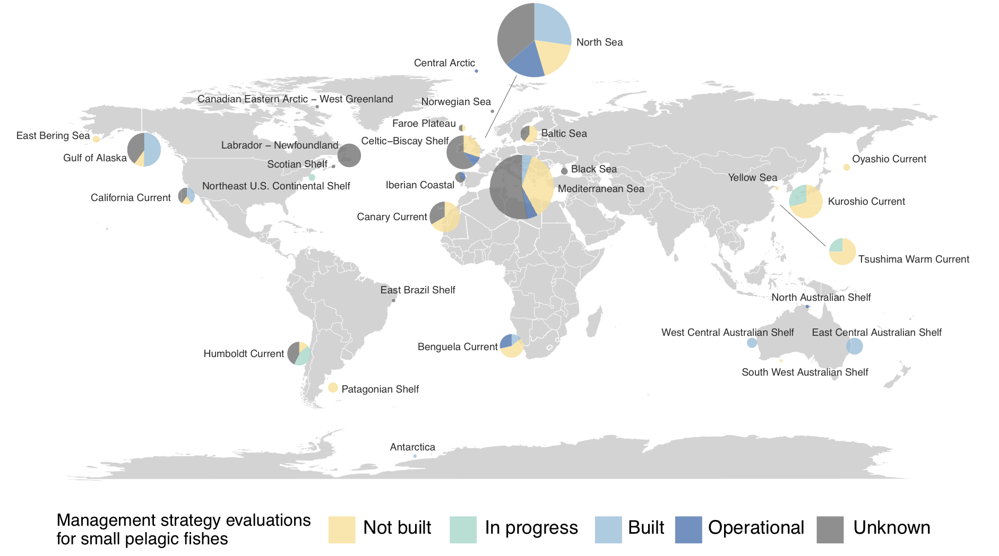 North Sea
Central Arctic
Canadian Eastern Arctic – West Greenland
Norwegian Sea
Faroe Plateau
Baltic Sea
East Bering Sea
Celtic–Biscay Shelf
Labrador – Newfoundland
Gulf of Alaska
Oyashio Current
Scotian Shelf
Black Sea
Yellow Sea
Northeast U.S. Continental Shelf
Iberian Coastal
Mediterranean Sea
California Current
Kuroshio Current
Canary Current
Tsushima Warm Current
East Brazil Shelf
North Australian Shelf
West Central Australian Shelf
East Central Australian Shelf
Benguela Current
Humboldt Current
South West Australian Shelf
Patagonian Shelf
Antarctica
Management strategy evaluations
for small pelagic fishes
Not built
In progress
Built
Operational
Unknown